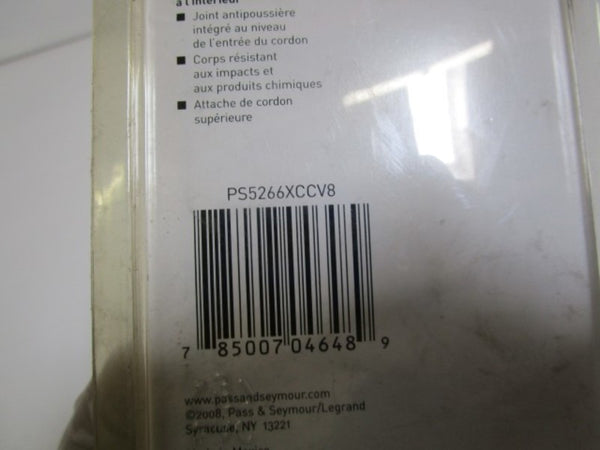 à l'intérieur
■ Joint antipoussière
intégré au niveau
de l'entrée du cordon
■ Corps résistant
aux impacts et
aux produits chimiques
■ Attache de cordon
supérieure
PS5266XCCV8
7 85007 04648 9
www.passandseymour.com
©2008, Pass & Seymour/Legrand
Syracuse, NY 13221